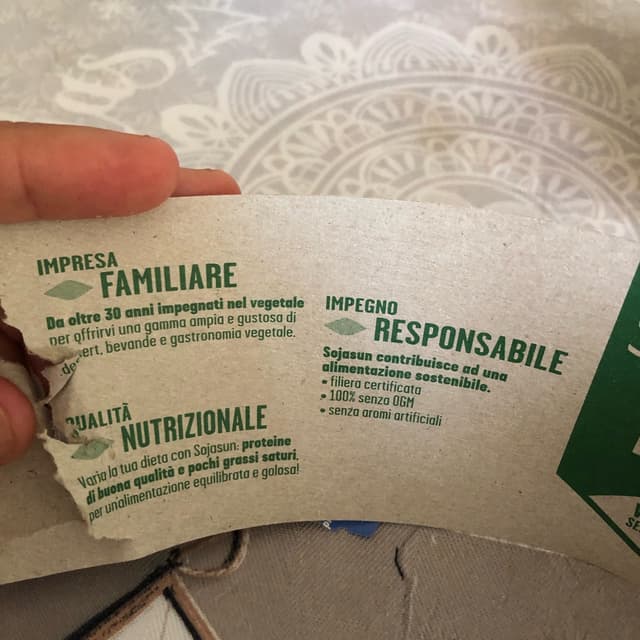 IMPRESA
FAMILIARE
Da oltre 30 anni impegnati nel vegetale
per offrirvi una gamma ampia e gustosa di
dessert, bevande e gastronomia vegetale.
QUALITÀ
NUTRIZIONALE
Varia la tua dieta con Sojasun: proteine
di buona qualità e pochi grassi saturi,
per un'alimentazione equilibrata e golosa!
IMPEGNO
RESPONSABILE
Sojasun contribuisce ad una
alimentazione sostenibile.
• filiera certificata
• 100% senza OGM
• senza aromi artificiali